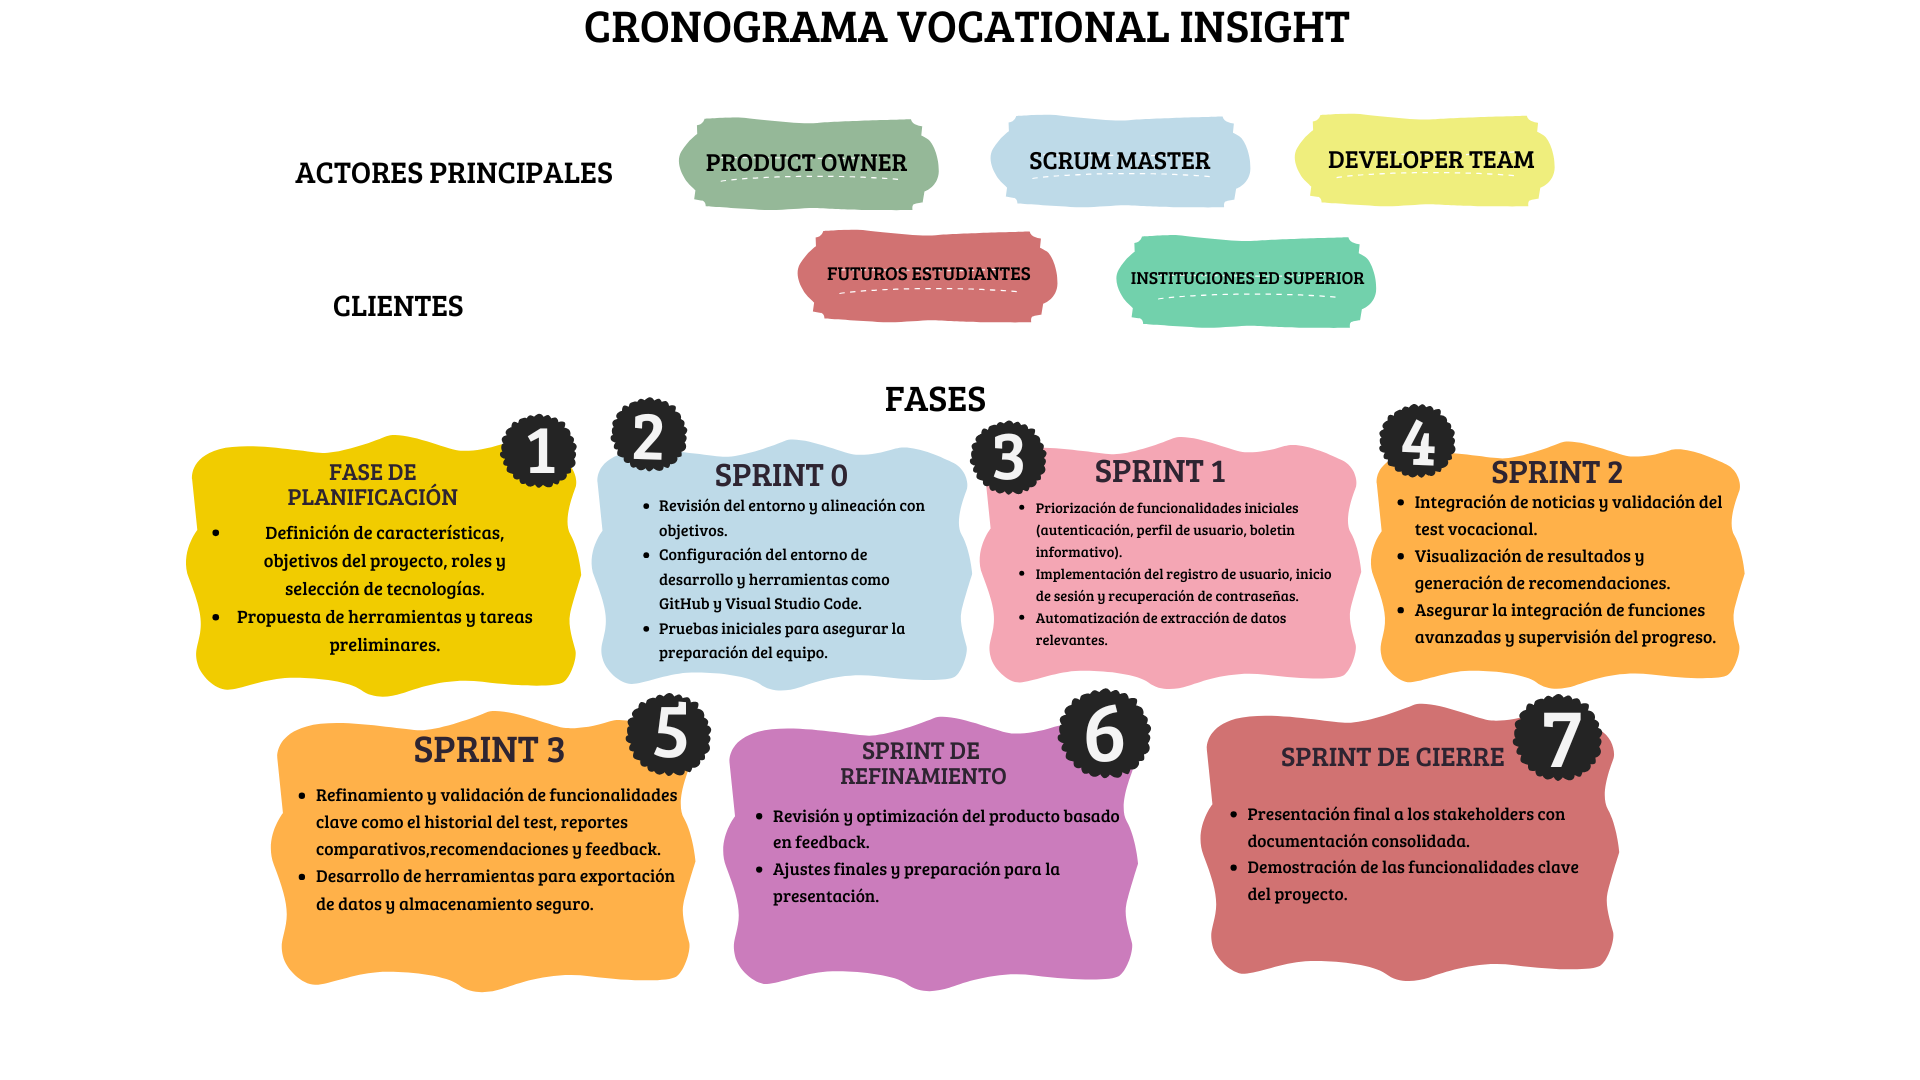 CRONOGRAMA VOCATIONAL INSIGHT
ACTORES PRINCIPALES
PRODUCT OWNER
SCRUM MASTER
DEVELOPER TEAM
CLIENTES
FUTUROS ESTUDIANTES
INSTITUCIONES ED SUPERIOR
FASES
1
FASE DE
PLANIFICACIÓN
• Definición de características,
objetivos del proyecto, roles y
selección de tecnologías.
• Propuesta de herramientas y tareas
preliminares.
2
SPRINT 0
• Revisión del entorno y alineación con
objetivos.
• Configuración del entorno de
desarrollo y herramientas como
GitHub y Visual Studio Code.
• Pruebas iniciales para asegurar la
preparación del equipo.
3
SPRINT 1
• Priorización de funcionalidades iniciales
(autenticación, perfil de usuario, boletin
informativo).
• Implementación del registro de usuario, inicio
de sesión y recuperación de contraseñas.
• Automatización de extracción de datos
relevantes.
4
SPRINT 2
• Integración de noticias y validación del
test vocacional.
• Visualización de resultados y
generación de recomendaciones.
• Asegurar la integración de funciones
avanzadas y supervisión del progreso.
5
SPRINT 3
• Refinamiento y validación de funcionalidades
clave como el historial del test, reportes
comparativos,recomendaciones y feedback.
• Desarrollo de herramientas para exportación
de datos y almacenamiento seguro.
6
SPRINT DE
REFINAMIENTO
• Revisión y optimización del producto basado
en feedback.
• Ajustes finales y preparación para la
presentación.
7
SPRINT DE CIERRE
• Presentación final a los stakeholders con
documentación consolidada.
• Demostración de las funcionalidades clave
del proyecto.